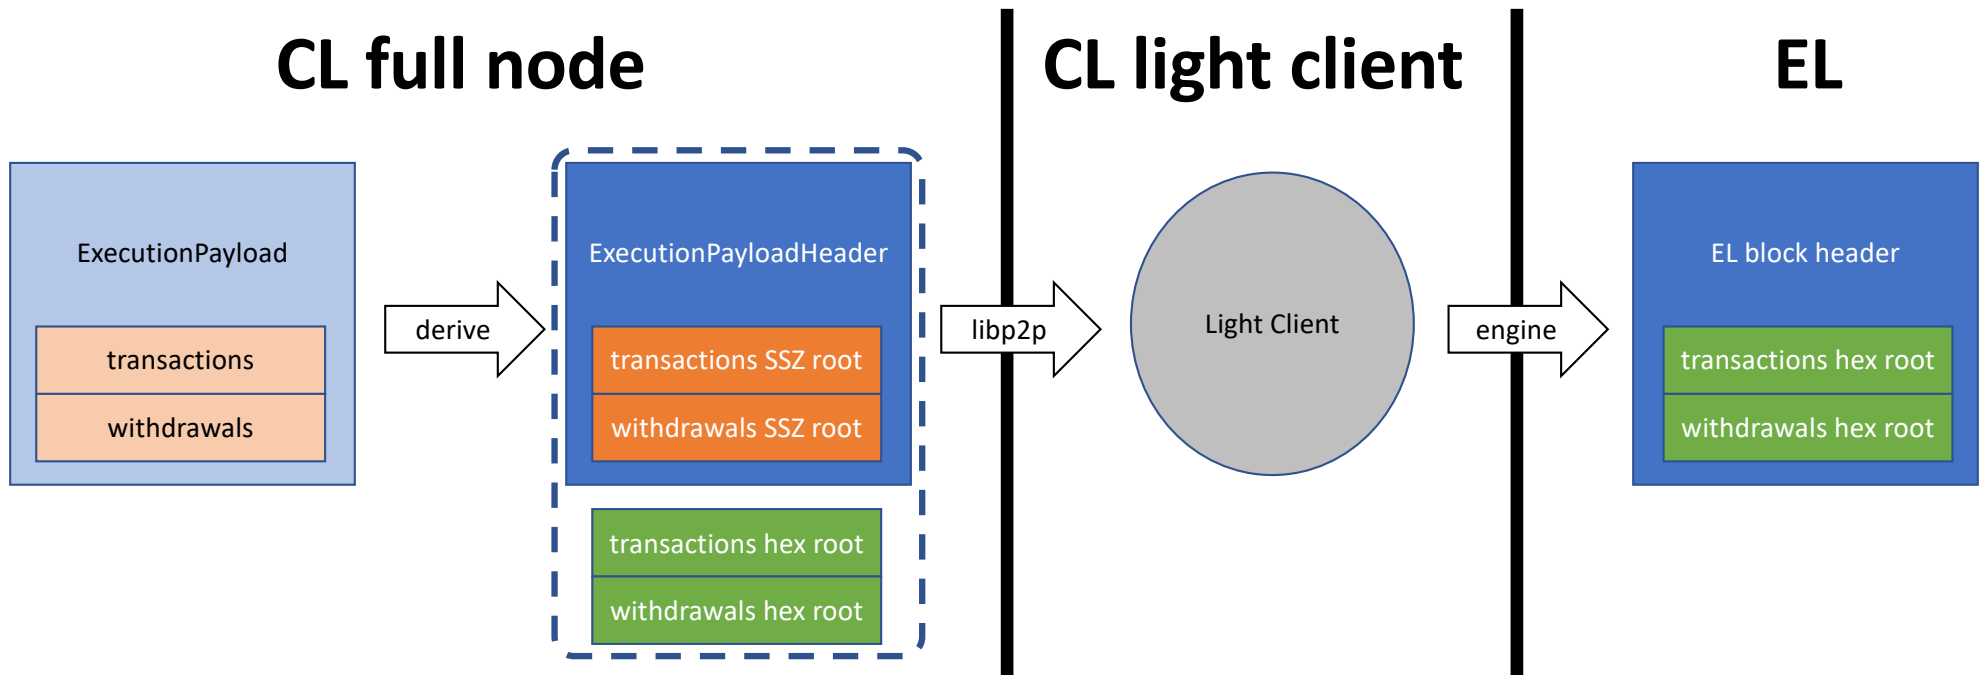 CL full node
CL light client
EL
ExecutionPayload
transactions
withdrawals
derive
ExecutionPayloadHeader
transactions SSZ root
withdrawals SSZ root
transactions hex root
withdrawals hex root
libp2p
Light Client
engine
EL block header
transactions hex root
withdrawals hex root